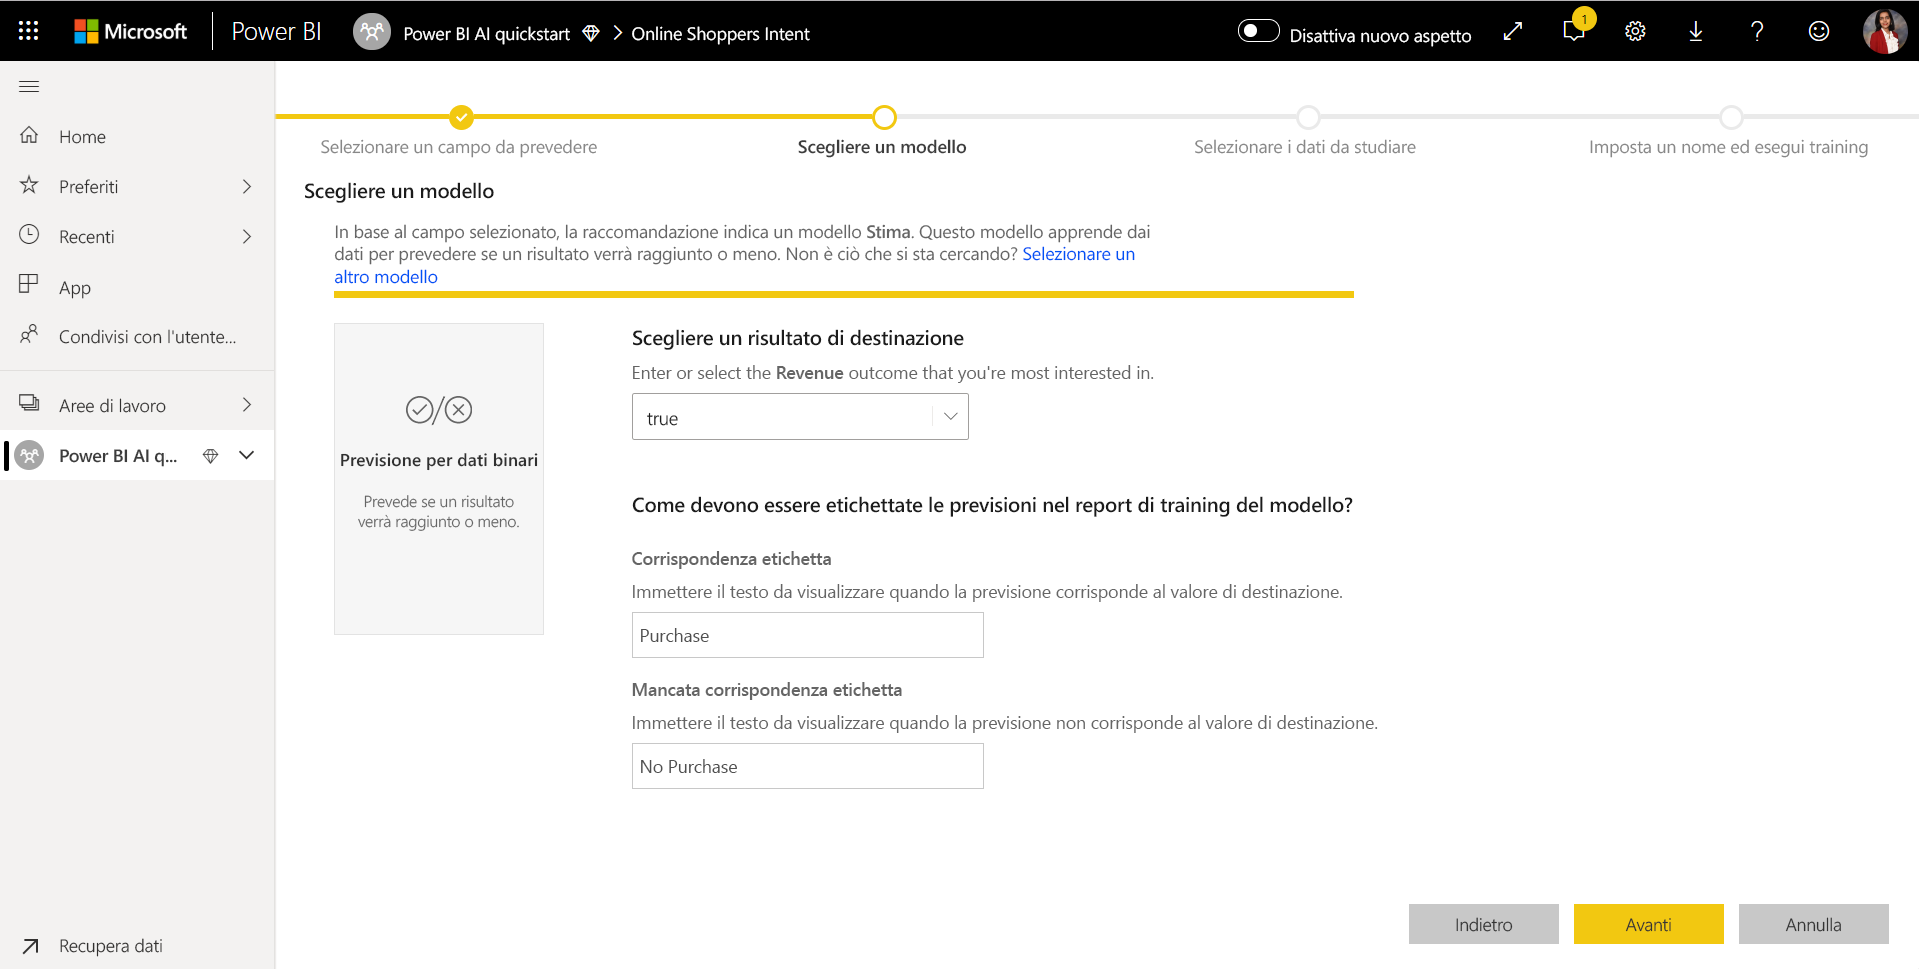 Microsoft
Power BI
Power BI AI quickstart
Online Shoppers Intent
Disattiva nuovo aspetto
1
Home
Preferiti
Recenti
App
Condivisi con l'utente...
Aree di lavoro
Power BI AI q...
Recupera dati
Selezionare un campo da prevedere
Scegliere un modello
Selezionare i dati da studiare
Imposta un nome ed esegui training
Scegliere un modello
In base al campo selezionato, la raccomandazione indica un modello Stima. Questo modello apprende dai
dati per prevedere se un risultato verrà raggiunto o meno. Non è ciò che si sta cercando? Selezionare un
altro modello
Previsione per dati binari
Prevede se un risultato
verrà raggiunto o meno.
Scegliere un risultato di destinazione
Enter or select the Revenue outcome that you're most interested in.
true
Come devono essere etichettate le previsioni nel report di training del modello?
Corrispondenza etichetta
Immettere il testo da visualizzare quando la previsione corrisponde al valore di destinazione.
Purchase
Mancata corrispondenza etichetta
Immettere il testo da visualizzare quando la previsione non corrisponde al valore di destinazione.
No Purchase
Indietro
Avanti
Annulla